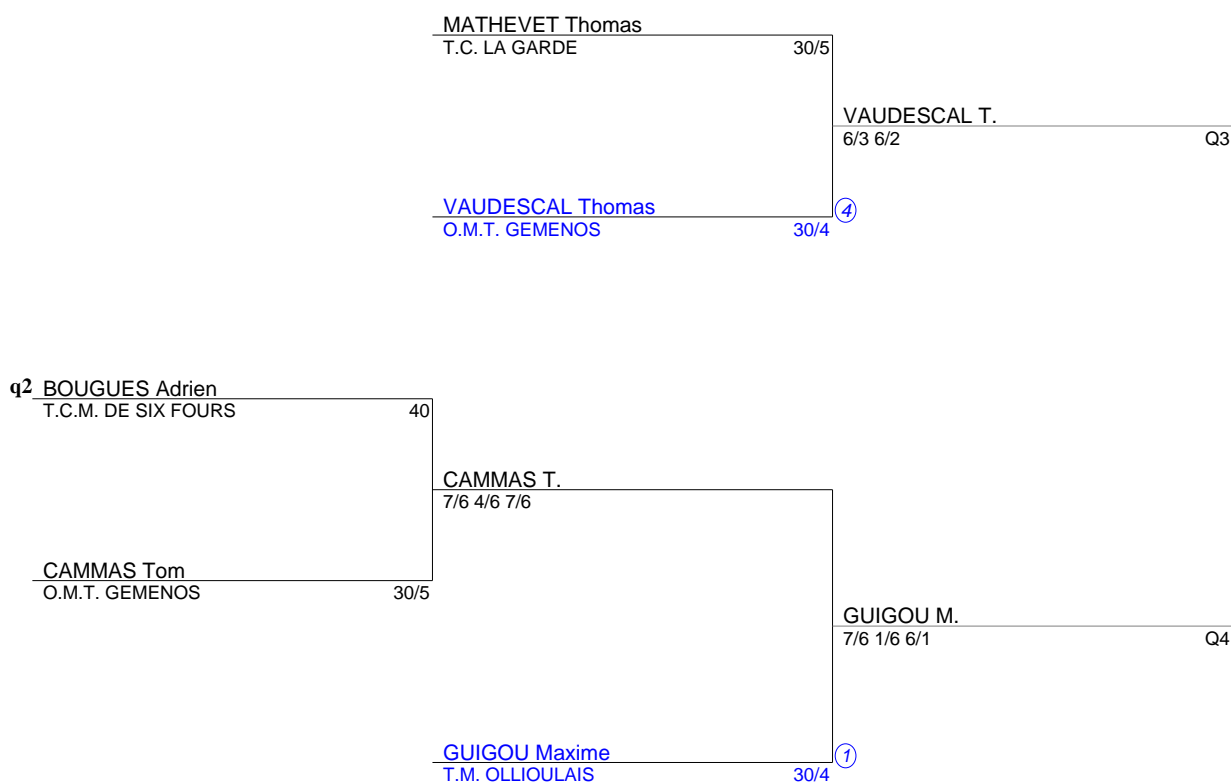 MATHEVET Thomas
T.C. LA GARDE 30/5
VAUDESCAL T.
6/3 6/2 Q3
VAUDESCAL Thomas 4
O.M.T. GEMENOS 30/4
q2 BOUGUES Adrien
T.C.M. DE SIX FOURS 40
CAMMAS T.
7/6 4/6 7/6
CAMMAS Tom
O.M.T. GEMENOS 30/5
GUIGOU M.
7/6 1/6 6/1 Q4
GUIGOU Maxime 1
T.M. OLLIOULAIS 30/4